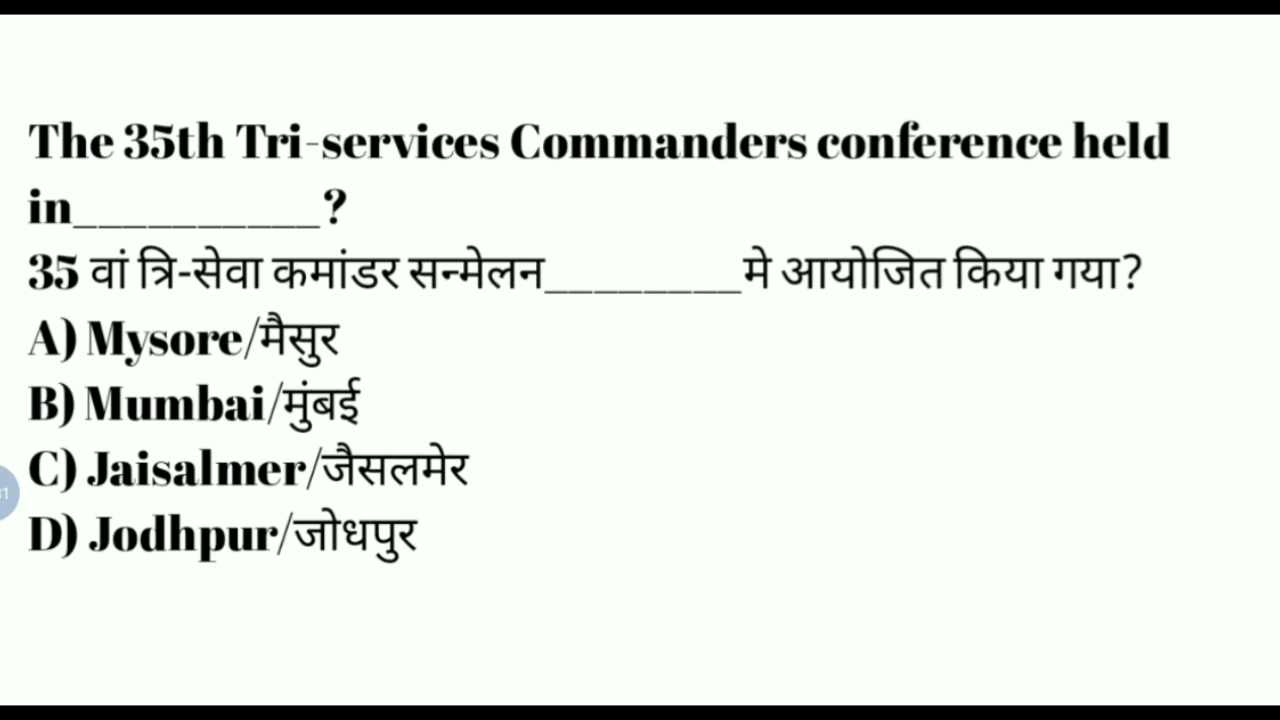 The 35th Tri-services Commanders conference held
in__________?
35 वां त्रि-सेवा कमांडर सन्मेलन________मे आयोजित किया गया?
A) Mysore/मैसुर
B) Mumbai/मुंबई
C) Jaisalmer/जैसलमेर
D) Jodhpur/जोधपुर